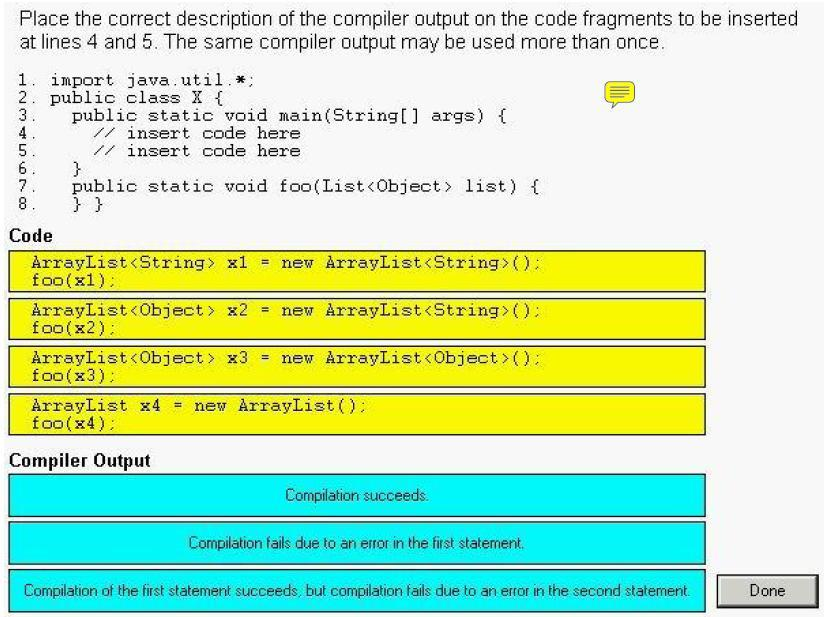 Place the correct description of the compiler output on the code fragments to be inserted
at lines 4 and 5. The same compiler output may be used more than once.
1. import java.util.*;
2. public class X {
3.   public static void main(String[] args) {
4.     // insert code here
5.     // insert code here
6.   }
7.   public static void foo(List<Object> list) {
8.   } }
Code
ArrayList<String> x1 = new ArrayList<String>();
foo(x1);
ArrayList<Object> x2 = new ArrayList<String>();
foo(x2);
ArrayList<Object> x3 = new ArrayList<Object>();
foo(x3);
ArrayList x4 = new ArrayList();
foo(x4);
Compiler Output
Compilation succeeds.
Compilation fails due to an error in the first statement.
Compilation of the first statement succeeds, but compilation fails due to an error in the second statement.
Done